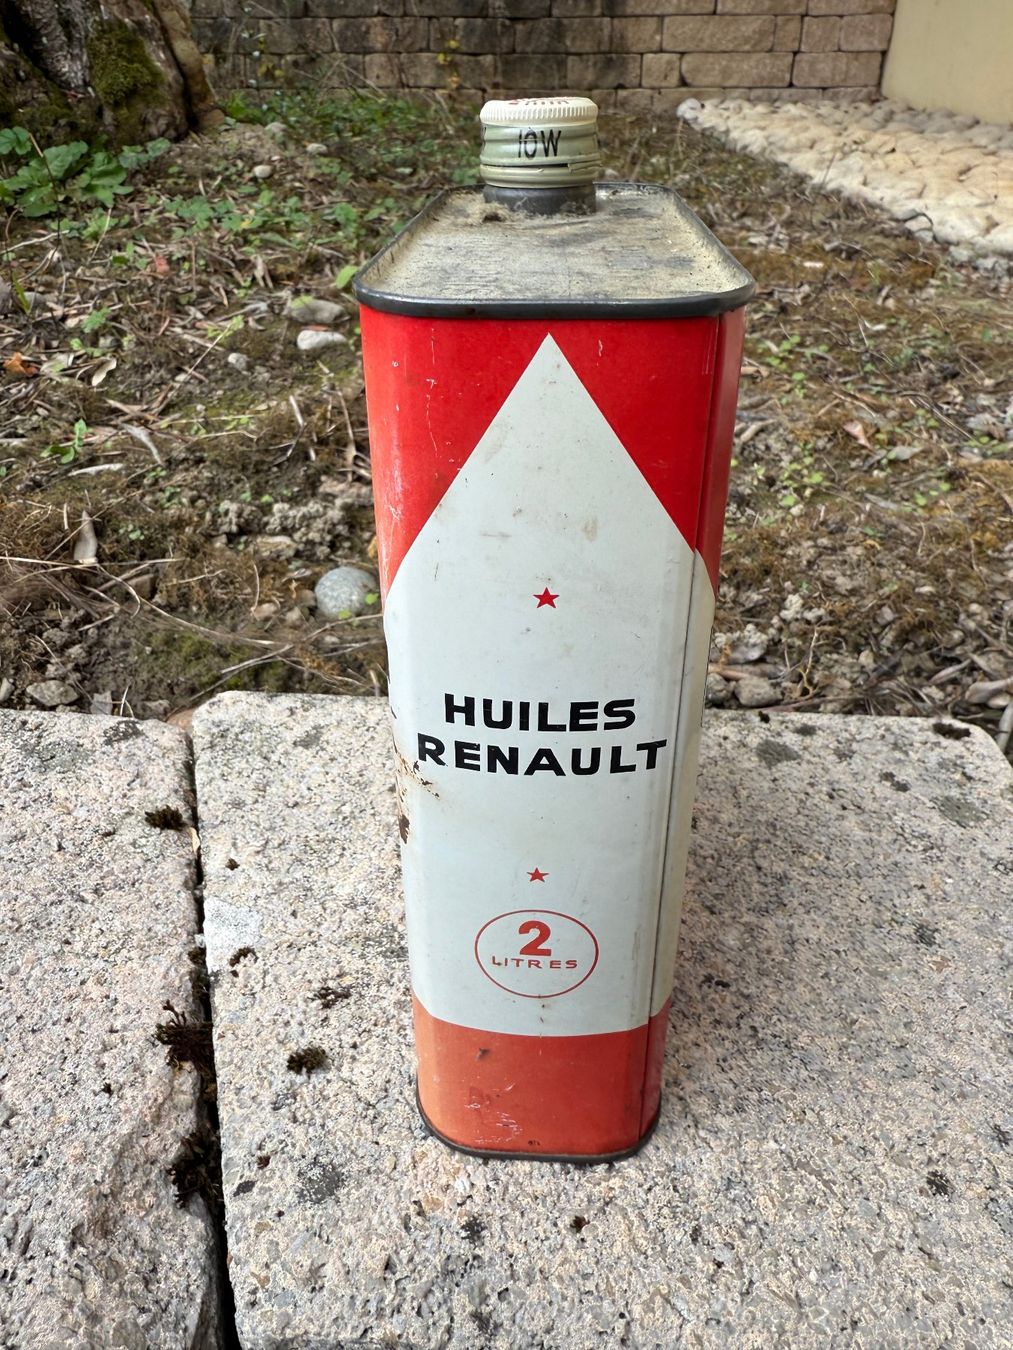 10W
HUILES
RENAULT
2
LITRES